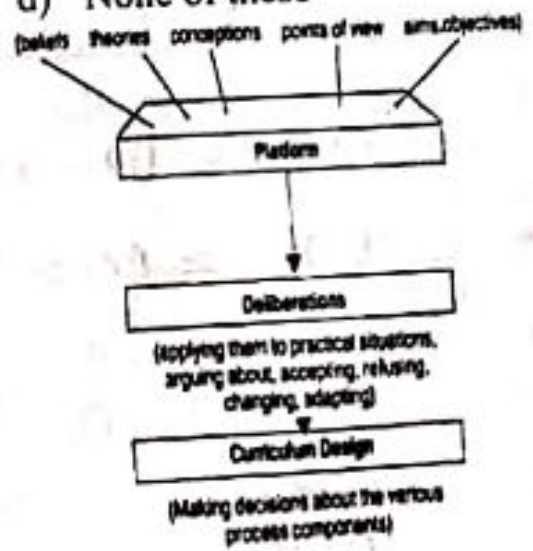 d) None of these
(beliefs theories conceptions points of view aims.objectives)
Platform
Deliberations
(applying them to practical situations,
arguing about, accepting, refusing,
changing, adapting)
Curriculum Design
(Making decisions about the various
process components)